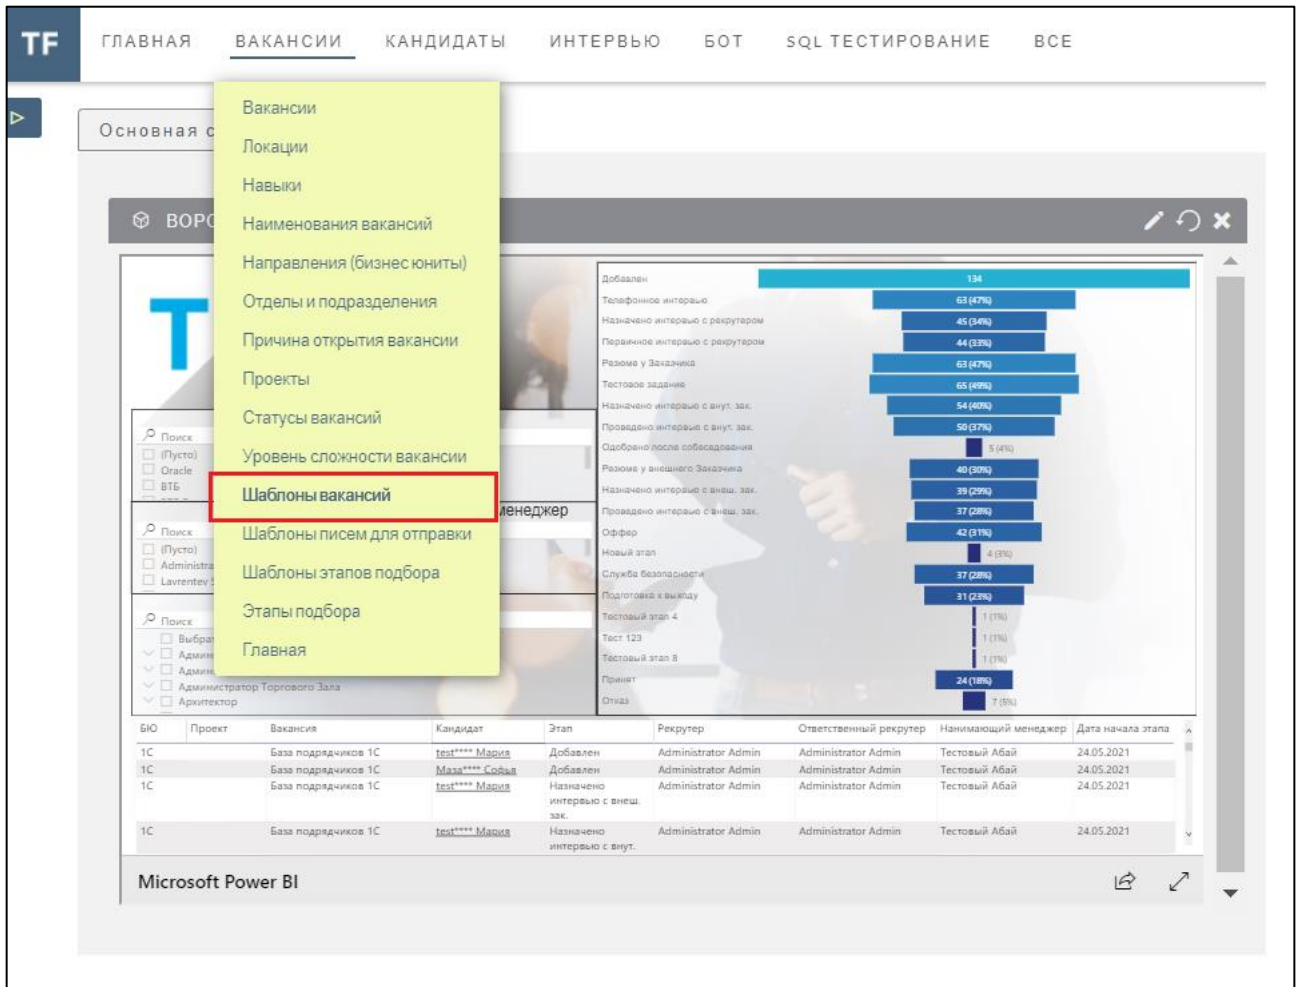 TF ГЛАВНАЯ ВАКАНСИИ КАНДИДАТЫ ИНТЕРВЬЮ БОТ SQL ТЕСТИРОВАНИЕ ВСЕ
Основная с
Вакансии
Локации
Навыки
Наименования вакансий
Направления (бизнес юниты)
Отделы и подразделения
Причина открытия вакансии
Проекты
Статусы вакансий
Уровень сложности вакансии
Шаблоны вакансий
Шаблоны писем для отправки
Шаблоны этапов подбора
Этапы подбора
Главная
ВОРО
T
Поиск
(Пусто)
Oracle
ВТБ
менеджер
Поиск
(Пусто)
Administra
Lavrentev S
Поиск
Выбрат
Админ
Админ
Администратор Торгового Зала
Архитектор
Добавлен 134
Телефонное интервью 63 (47%)
Назначено интервью с рекрутером 45 (34%)
Первичное интервью с рекрутером 44 (33%)
Резюме у Заказчика 63 (47%)
Тестовое задание 65 (49%)
Назначено интервью с внут. зак. 54 (40%)
Проведено интервью с внут. зак. 50 (37%)
Одобрено после собеседования 5 (4%)
Резюме у внешнего Заказчика 40 (30%)
Назначено интервью с внеш. зак. 39 (29%)
Проведено интервью с внеш. зак. 37 (28%)
Оффер 42 (31%)
Новый этап 4 (3%)
Служба безопасности 37 (28%)
Подготовка к выходу 31 (23%)
Тестовый этап 4 1 (1%)
Тест 123 1 (1%)
Тестовый этап 8 1 (1%)
Принят 24 (18%)
Отказ 7 (5%)
БЮ Проект Вакансия Кандидат Этап Рекрутер Ответственный рекрутер Нанимающий менеджер Дата начала этапа
1С База подрядчиков 1С test**** Мария Добавлен Administrator Admin Administrator Admin Тестовый Абай 24.05.2021
1С База подрядчиков 1С Маза**** Софья Добавлен Administrator Admin Administrator Admin Тестовый Абай 24.05.2021
1С База подрядчиков 1С test**** Мария Назначено Administrator Admin Administrator Admin Тестовый Абай 24.05.2021
интервью с внеш.
зак.
1С База подрядчиков 1С test**** Мария Назначено Administrator Admin Administrator Admin Тестовый Абай 24.05.2021
интервью с внут.
Microsoft Power BI